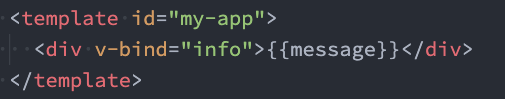 <template id="my-app">
<div v-bind="info">{{message}}</div>
</template>